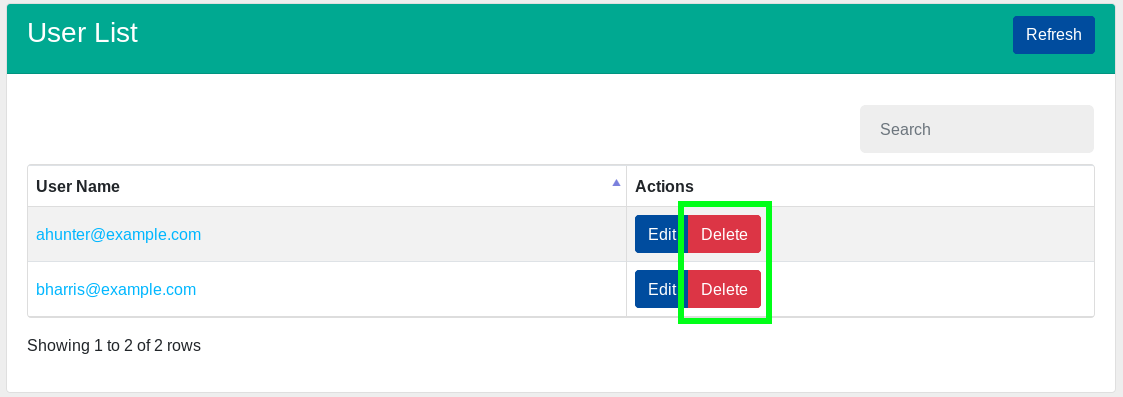 User List
Refresh
Search
User Name Actions
ahunter@example.com Edit Delete
bharris@example.com Edit Delete
Showing 1 to 2 of 2 rows